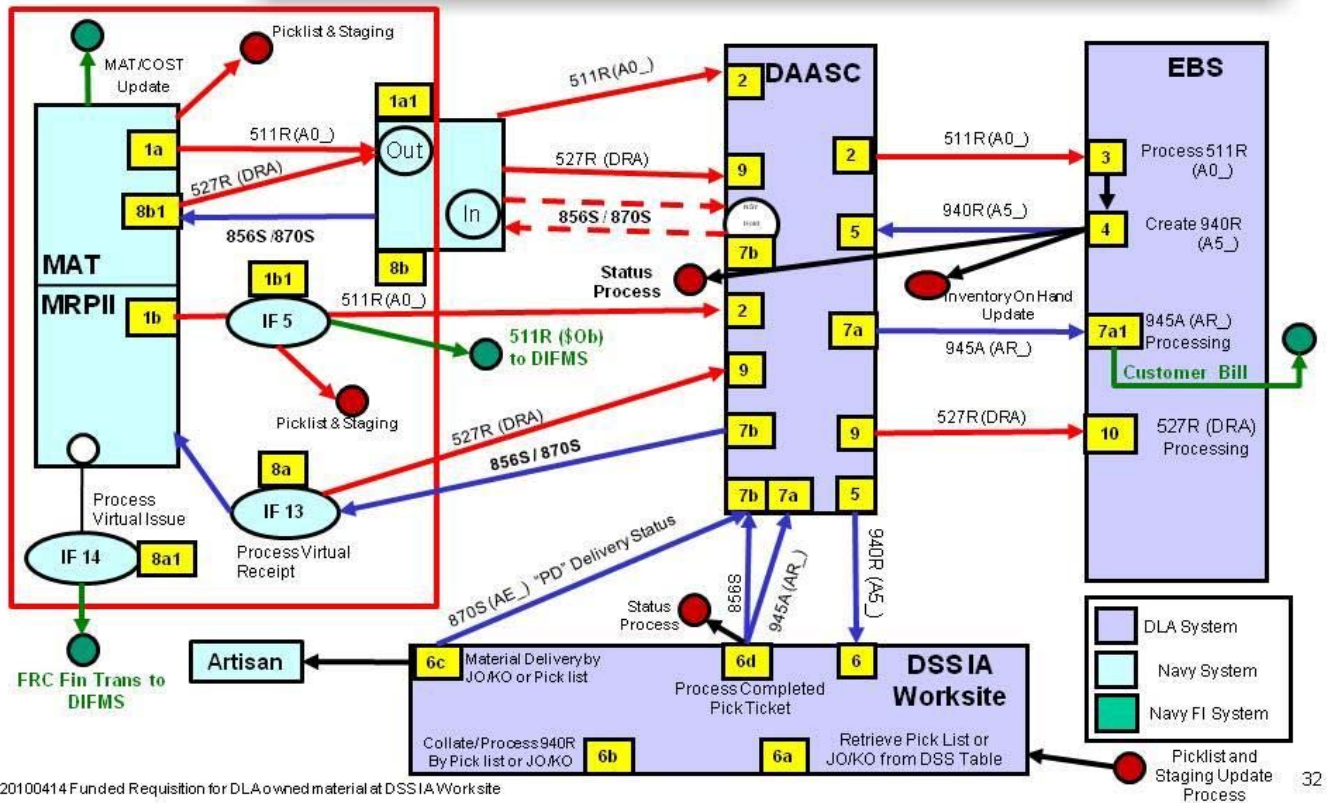 Picklist & Staging
MAT/COST
Update
1a
511R(A0_)
527R (DRA)
8b1
856S /870S
MAT
MRPII
1b
1b1
IF 5
511R(A0_)
511R ($Ob)
to DIFMS
Picklist & Staging
8a
IF 13
Process Virtual
Receipt
Process
Virtual Issue
IF 14
8a1
FRC Fin Trans to
DIFMS
1a1
Out
In
8b
511R(A0_)
527R (DRA)
856S / 870S
Status
Process
527R (DRA)
856S / 870S
DAASC
2
9
Hold
7b
2
9
7b
7b
7a
5
2
5
7a
9
511R(A0_)
940R(A5_)
945A (AR_)
527R(DRA)
EBS
3
Process 511R
(A0_)
4
Create 940R
(A5_)
Inventory On Hand
Update
7a1
945A (AR_)
Processing
Customer Bill
10
527R (DRA)
Processing
870S (AE_) "PD" Delivery Status
856S
945A (AR_)
940R (A5_)
Status
Process
Artisan
6c
Material Delivery by
JO/KO or Pick list
6d
Process Completed
Pick Ticket
6
DSS IA
Worksite
Collate/Process 940R
By Pick list or JO/KO
6b
6a
Retrieve Pick List or
JO/KO from DSS Table
DLA System
Navy System
Navy FI System
Picklist and
Staging Update
Process
32
20100414 Funded Requisition for DLA owned material at DSS IA Worksite